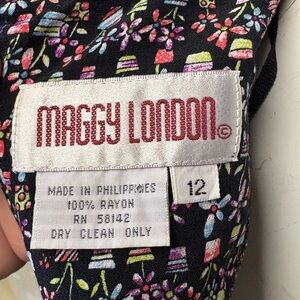 MAGGY LONDON©
MADE IN PHILIPPINES
100% RAYON
RN 58142
DRY CLEAN ONLY
12